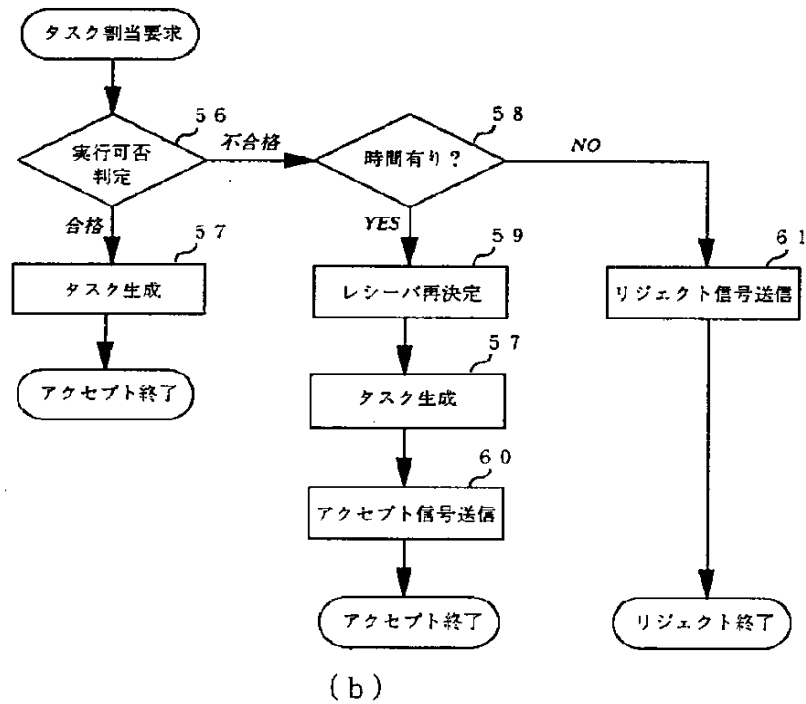 タスク割当要求
56
実行可否
判定
不合格
58
時間有り?
NO
合格
57
タスク生成
YES
59
レシーバ再決定
61
リジェクト信号送信
アクセプト終了
57
タスク生成
60
アクセプト信号送信
アクセプト終了
リジェクト終了
(b)